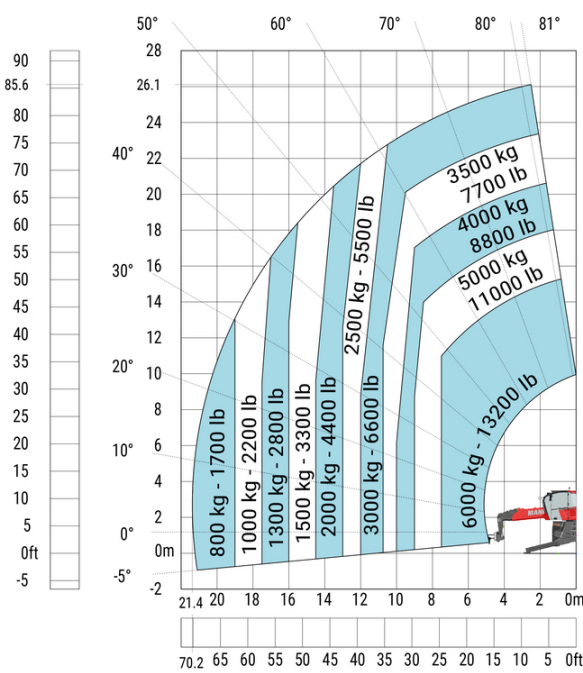 50° 60° 70° 80° 81°
90 28
85.6 26.1
80 24
75 40° 22
70
65 20
60 18
55
50 30° 16
45 14
40 12
35
30 20° 10
25 8
20
15 10° 6
10 4
5 0° 2
0ft 0m
-5 -5° -2
3500 kg
7700 lb
4000 kg
8800 lb
5000 kg
11000 lb
6000 kg - 13200 lb
2500 kg - 5500 lb
800 kg - 1700 lb
1000 kg - 2200 lb
1300 kg - 2800 lb
1500 kg - 3300 lb
2000 kg - 4400 lb
3000 kg - 6600 lb
21.4 20 18 16 14 12 10 8 6 4 2 0m
70.2 65 60 55 50 45 40 35 30 25 20 15 10 5 0ft